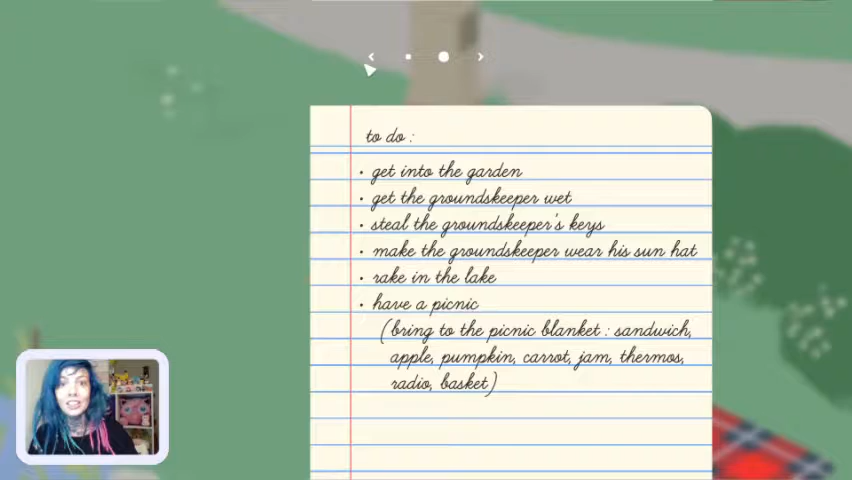 to do :
• get into the garden
• get the groundskeeper wet
• steal the groundskeeper's keys
• make the groundskeeper wear his sun hat
• rake in the lake
• have a picnic
(bring to the picnic blanket : sandwich,
apple, pumpkin, carrot, jam, thermos,
radio, basket)